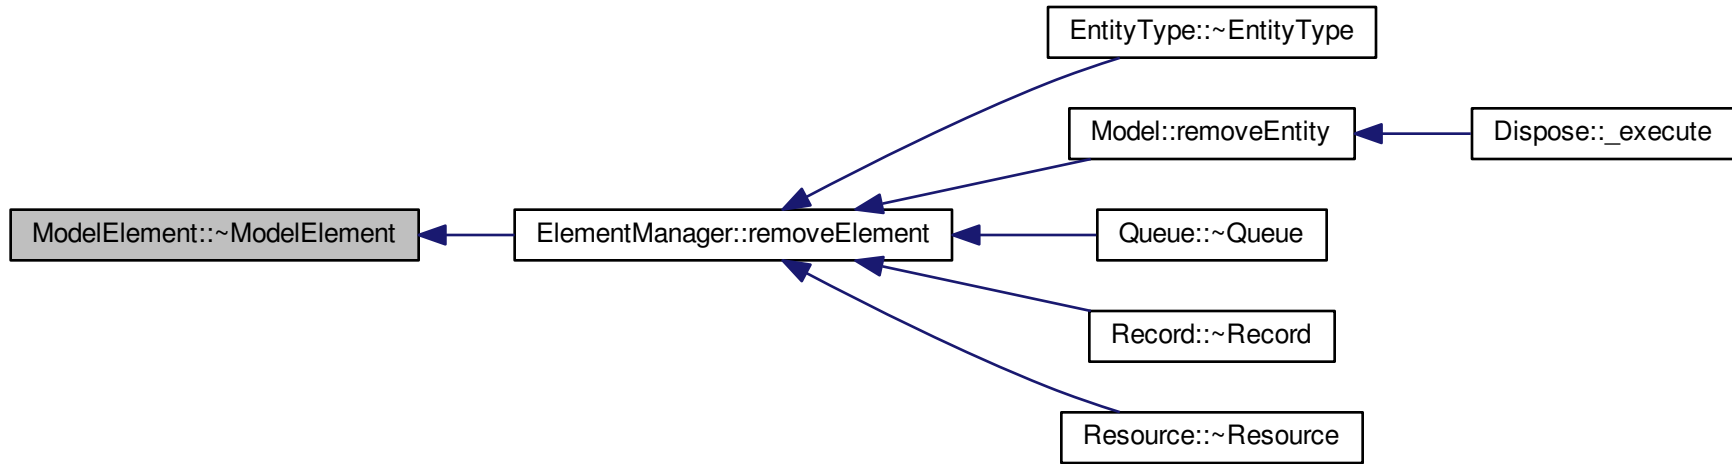 EntityType::~EntityType
Model::removeEntity
Dispose::_execute
ModelElement::~ModelElement
ElementManager::removeElement
Queue::~Queue
Record::~Record
Resource::~Resource